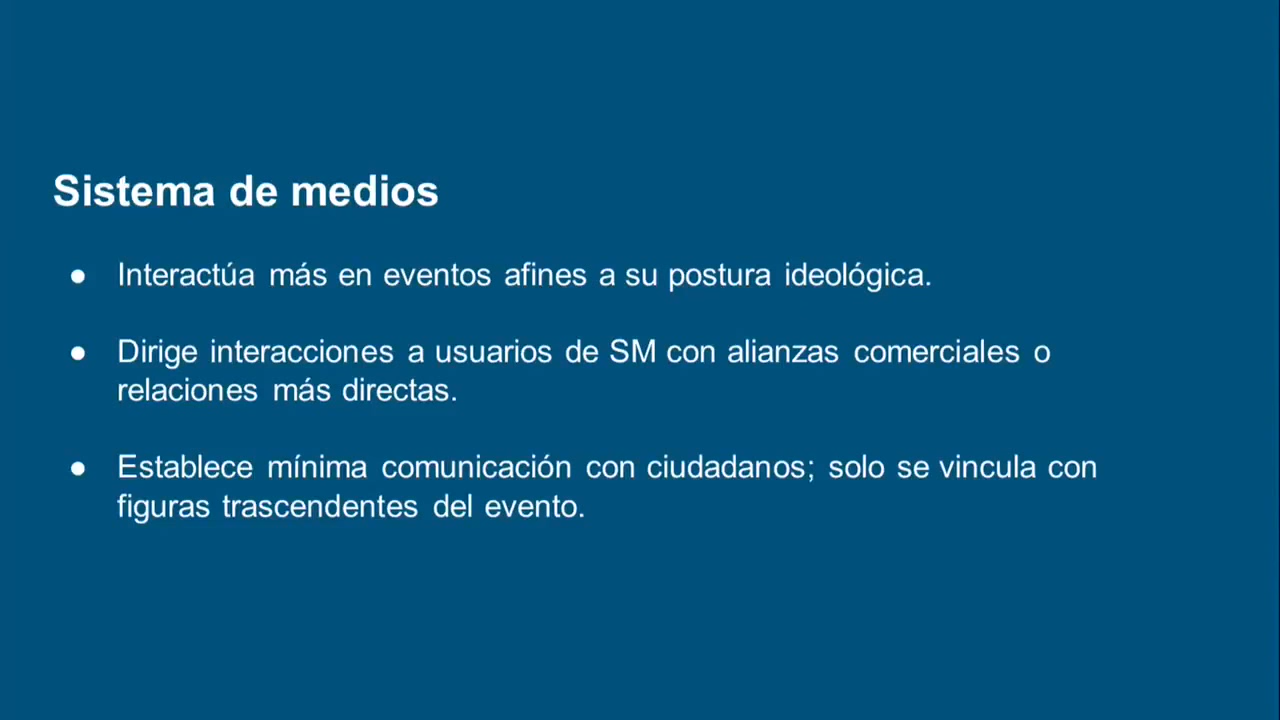 Sistema de medios
● Interactúa más en eventos afines a su postura ideológica.
● Dirige interacciones a usuarios de SM con alianzas comerciales o
relaciones más directas.
● Establece mínima comunicación con ciudadanos; solo se vincula con
figuras trascendentes del evento.